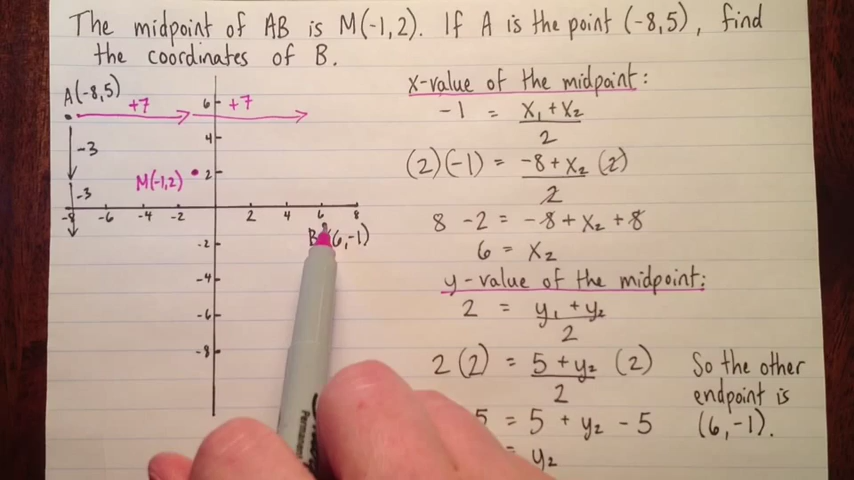 The midpoint of AB is M(-1,2). If A is the point (-8,5), find
the coordinates of B.
A(-8,5)
+7
+7
-3
-3
M(-1,2)
6
4
2
-8 -6 -4 -2 2 4 6 8
-2
-4
-6
-8
B (6,-1)
x-value of the midpoint:
-1 = x₁ + x₂
2
(2)(-1) = -8 + x₂ (2)
2
8 -2 = -8 + x₂ + 8
6 = x₂
y-value of the midpoint:
2 = y₁ + y₂
2
2(2) = 5 + y₂ (2)
2
5 = 5 + y₂ - 5
= y₂
So the other
endpoint is
(6,-1).